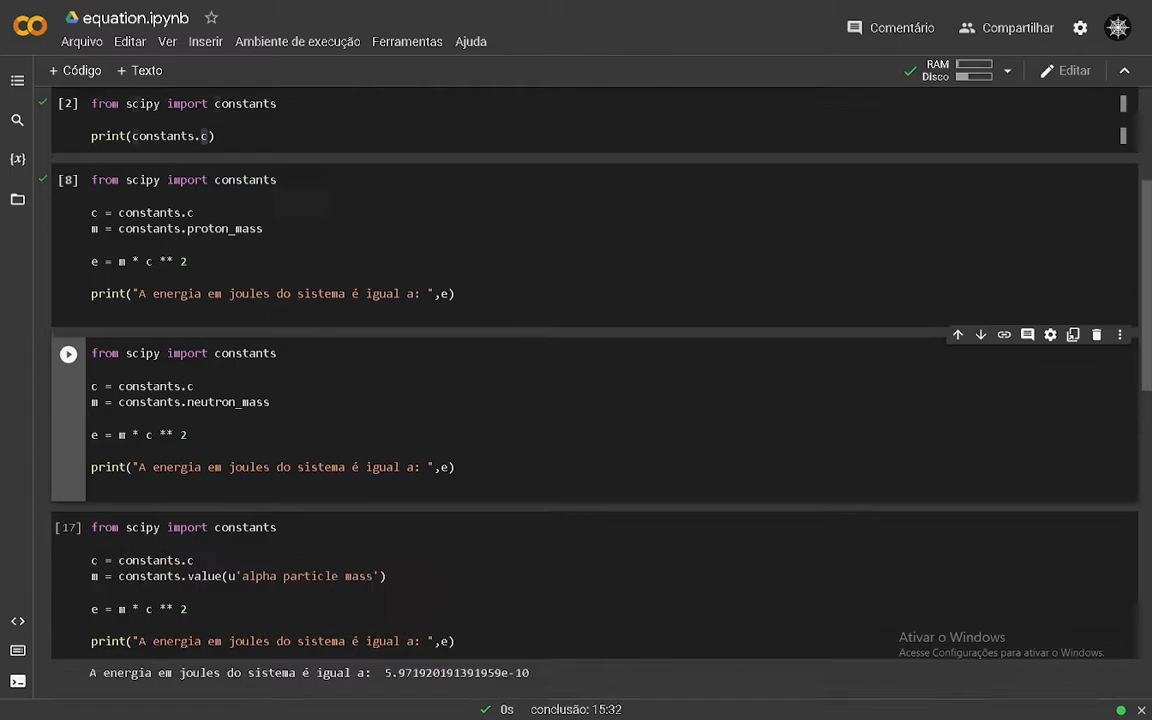 equation.ipynb
Arquivo Editar Ver Inserir Ambiente de execução Ferramentas Ajuda
Comentário Compartilhar
+ Código + Texto
RAM
Disco
Editar
[2] from scipy import constants
print(constants.c)
[8] from scipy import constants
c = constants.c
m = constants.proton_mass
e = m * c ** 2
print("A energia em joules do sistema é igual a: ",e)
from scipy import constants
c = constants.c
m = constants.neutron_mass
e = m * c ** 2
print("A energia em joules do sistema é igual a: ",e)
[17] from scipy import constants
c = constants.c
m = constants.value(u'alpha particle mass')
e = m * c ** 2
print("A energia em joules do sistema é igual a: ",e)
A energia em joules do sistema é igual a:  5.971920191391959e-10
Ativar o Windows
Acesse Configurações para ativar o Windows.
0s conclusão: 15:32